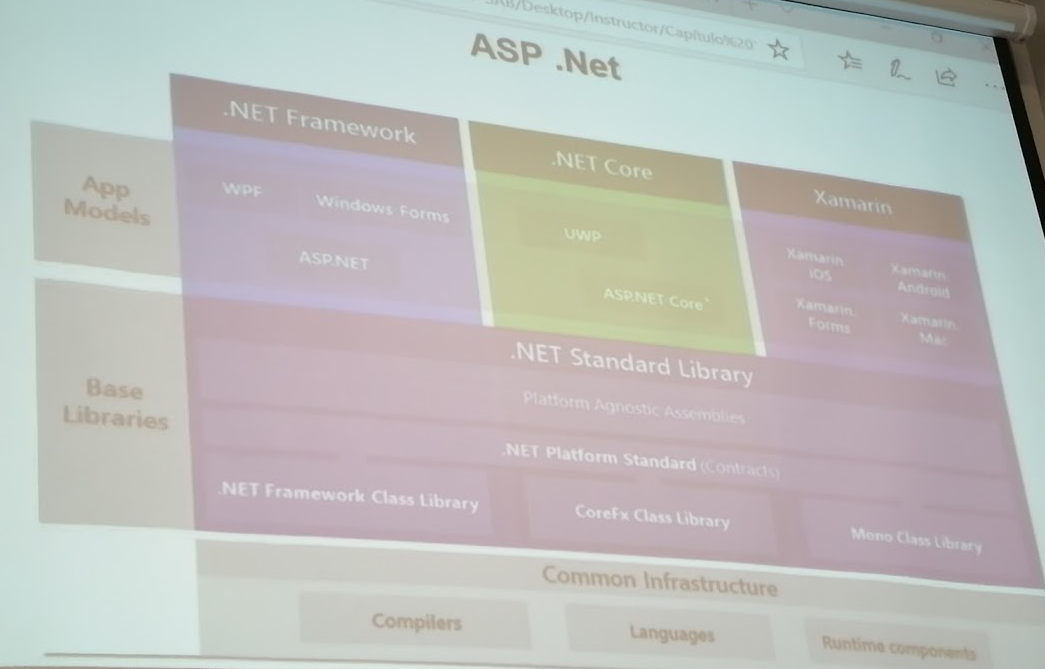 /Desktop/Instructor/Capítulo%20
ASP .Net
.NET Framework
.NET Core
Xamarin
App
Models
WPF
Windows Forms
ASP.NET
UWP
ASP.NET Core*
Xamarin.
iOS
Xamarin.
Android
Xamarin.
Forms
Xamarin.
Mac
Base
Libraries
.NET Standard Library
Platform Agnostic Assemblies
.NET Platform Standard (Contracts)
.NET Framework Class Library
CoreFx Class Library
Mono Class Library
Common Infrastructure
Compilers
Languages
Runtime components